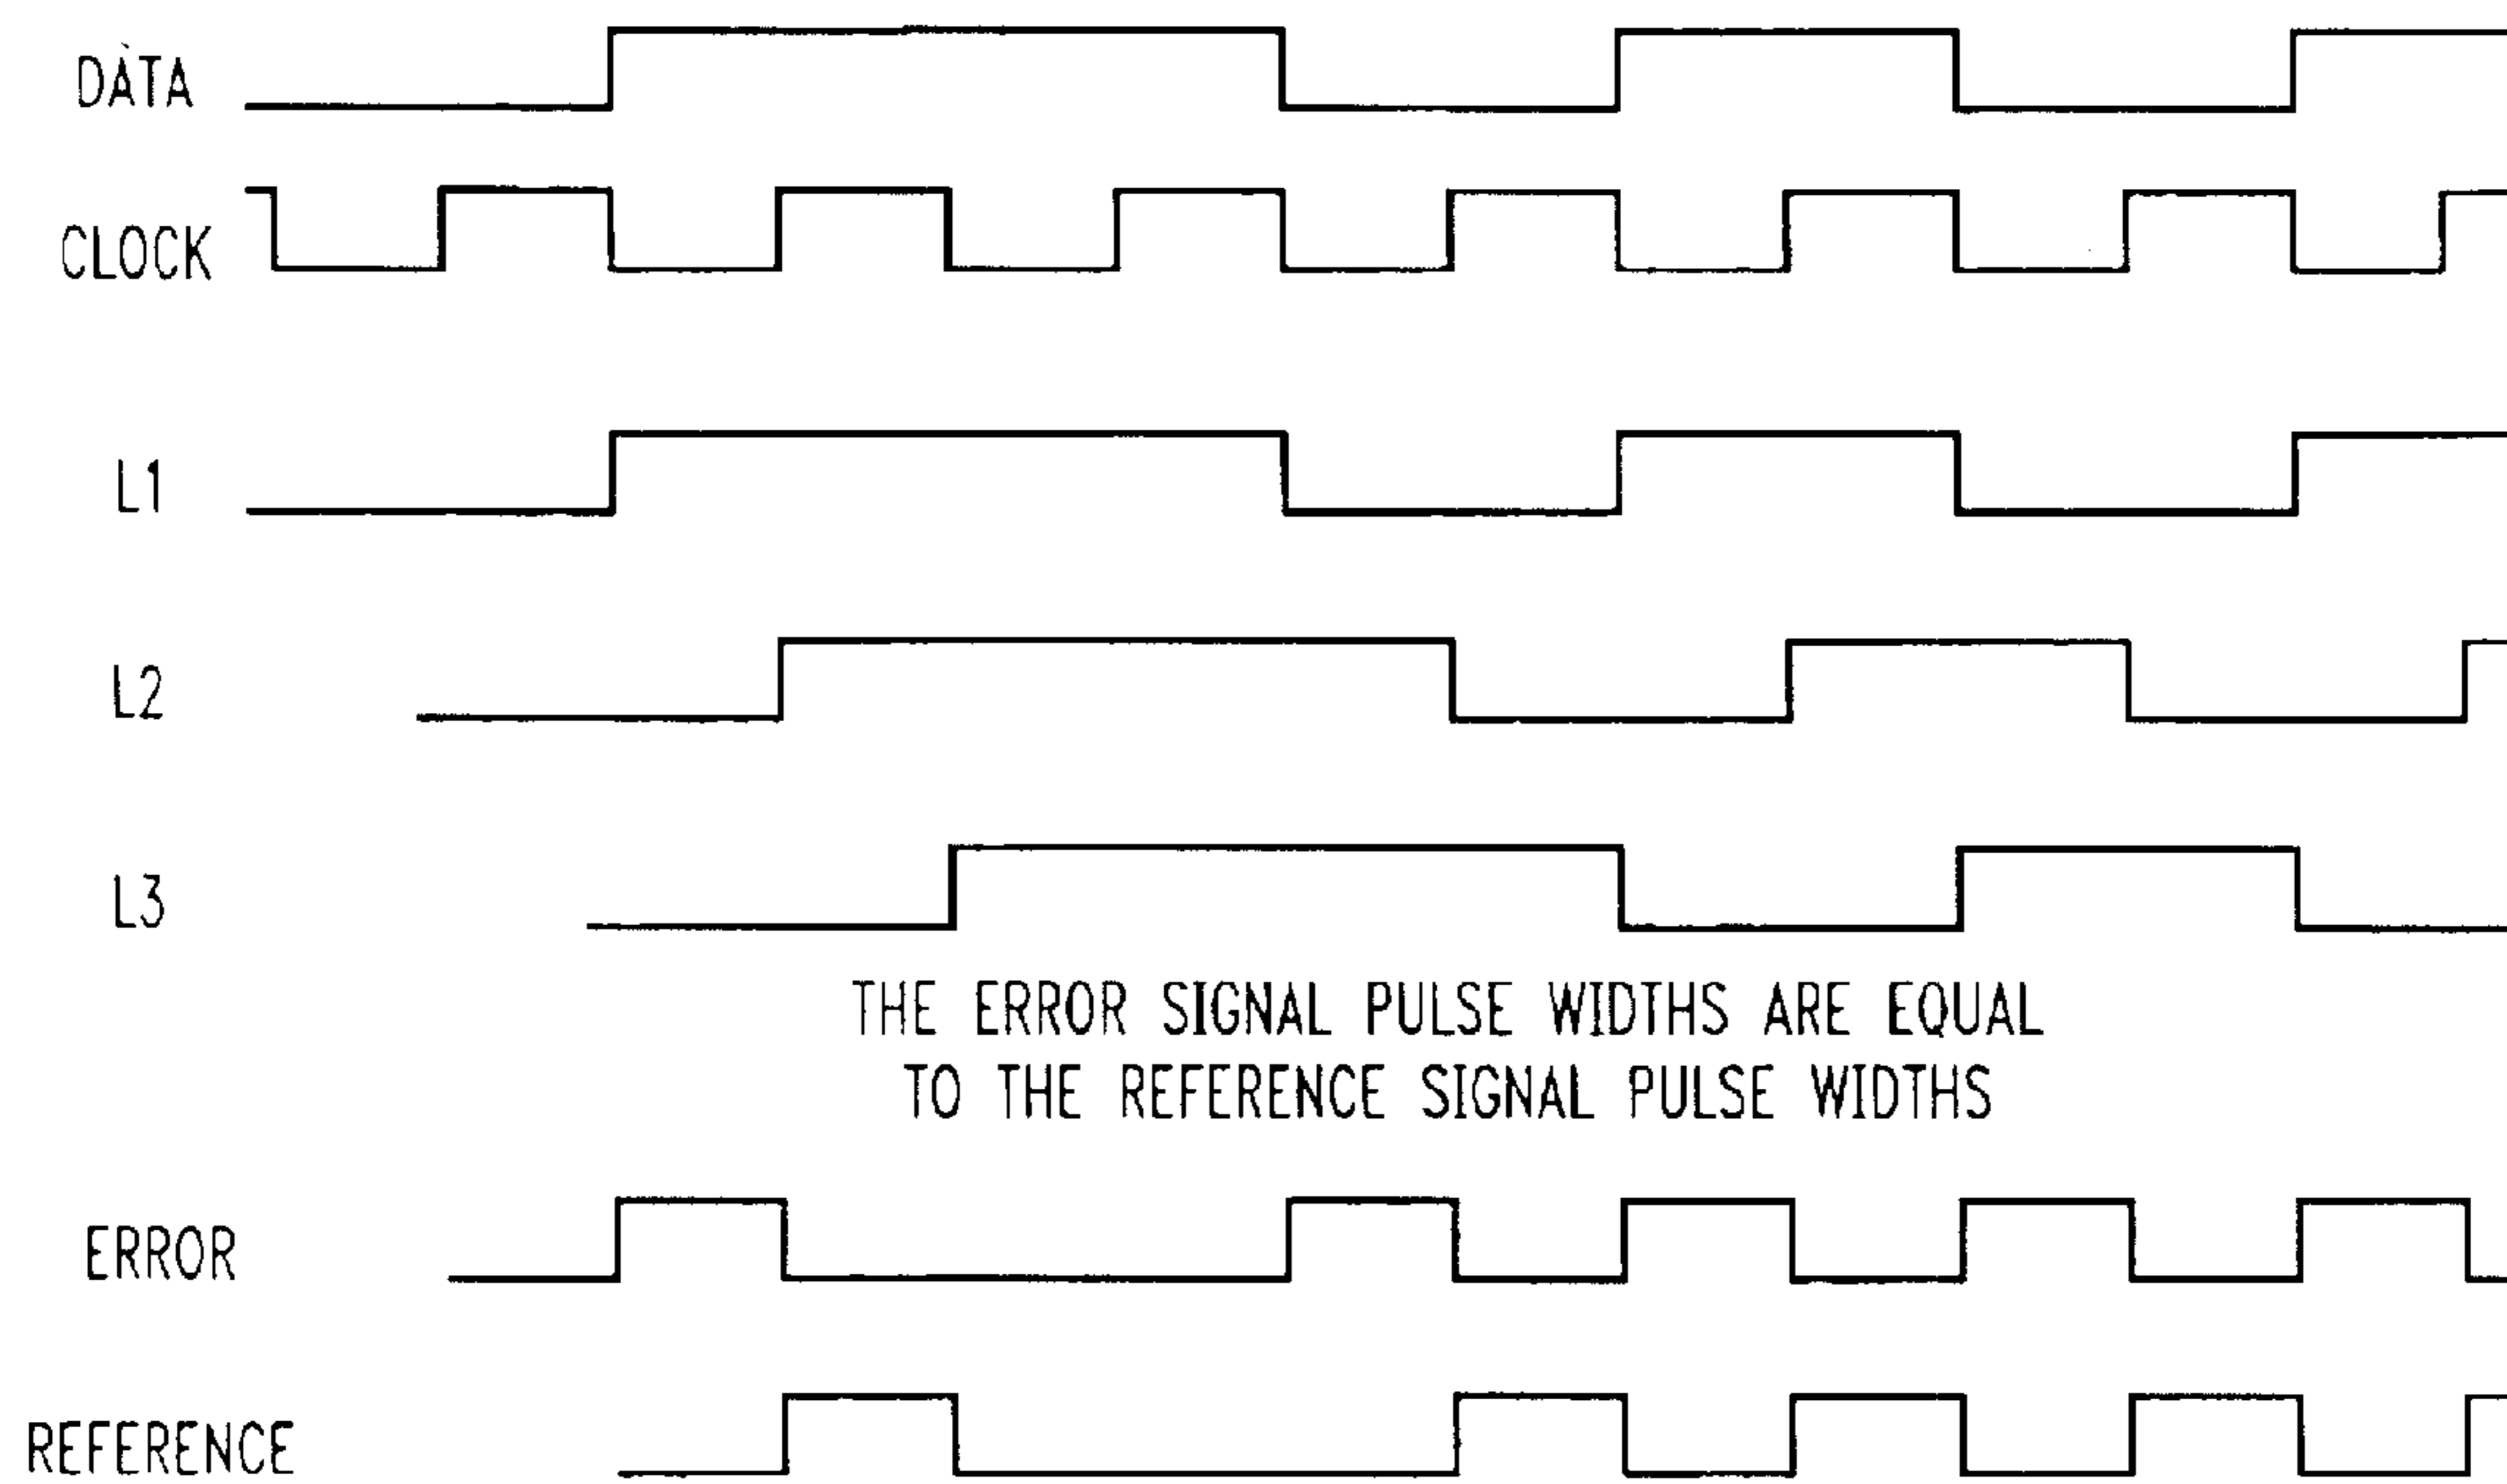 DATA
CLOCK
L1
L2
L3
THE ERROR SIGNAL PULSE WIDTHS ARE EQUAL
TO THE REFERENCE SIGNAL PULSE WIDTHS
ERROR
REFERENCE